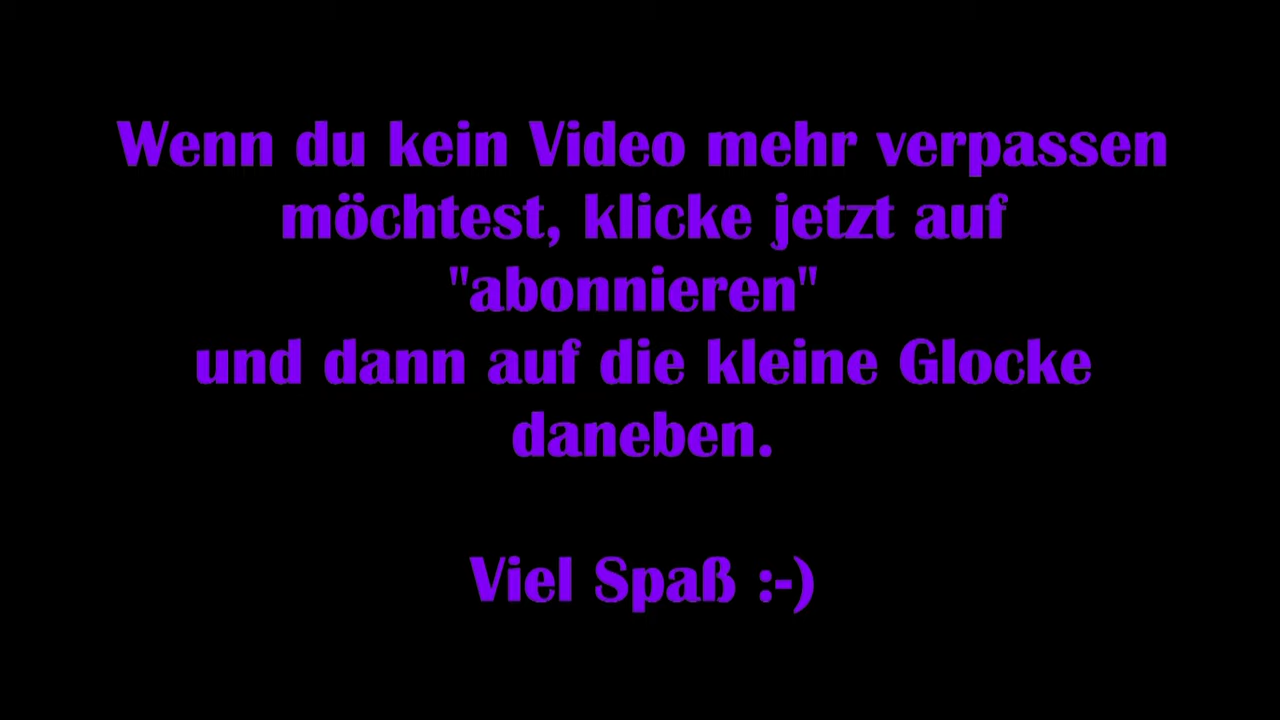 Wenn du kein Video mehr verpassen
möchtest, klicke jetzt auf
"abonnieren"
und dann auf die kleine Glocke
daneben.
Viel Spaß :-)